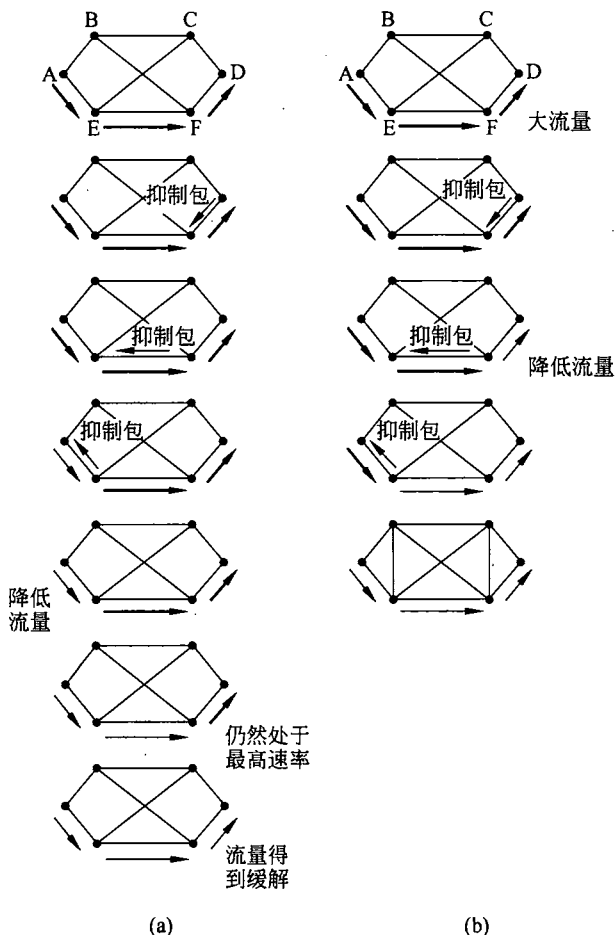 B C
A D
E F
B C
A D
E F
大流量
抑制包
抑制包
抑制包
抑制包
降低流量
抑制包
抑制包
降低
流量
仍然处于
最高速率
流量得
到缓解
(a)
(b)